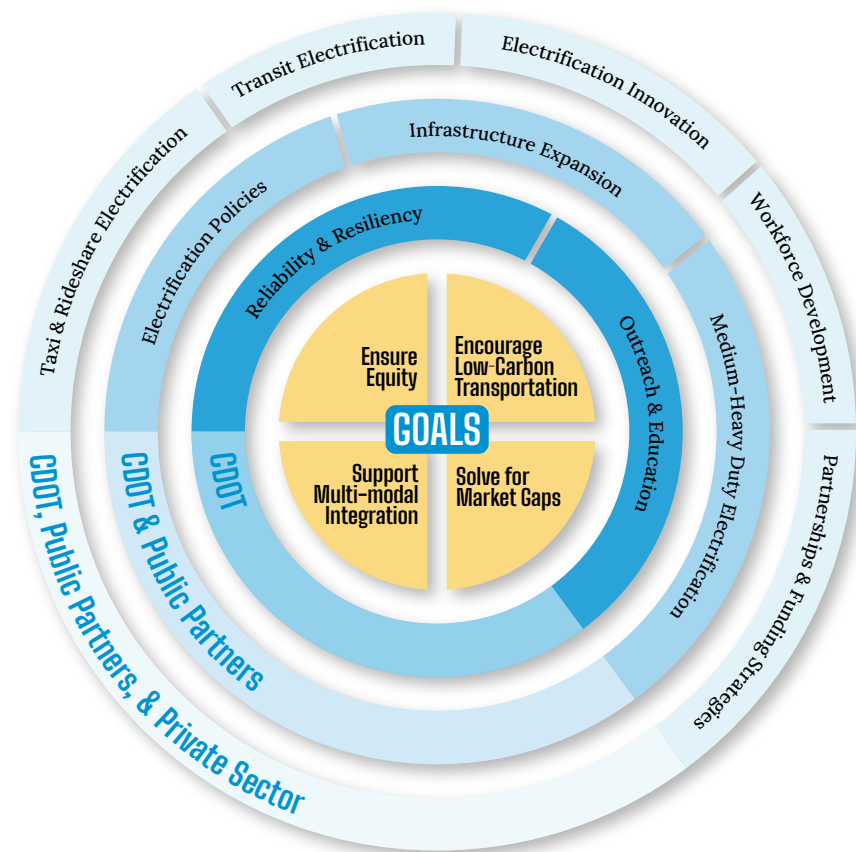 Taxi & Rideshare Electrification
Transit Electrification
Electrification Innovation
Workforce Development
Partnerships & Funding Strategies
CDOT, Public Partners, & Private Sector
Electrification Policies
Infrastructure Expansion
Medium-Heavy Duty Electrification
CDOT & Public Partners
Reliability & Resiliency
Outreach & Education
CDOT
Ensure
Equity
Encourage
Low-Carbon
Transportation
GOALS
Support
Multi-modal
Integration
Solve for
Market Gaps